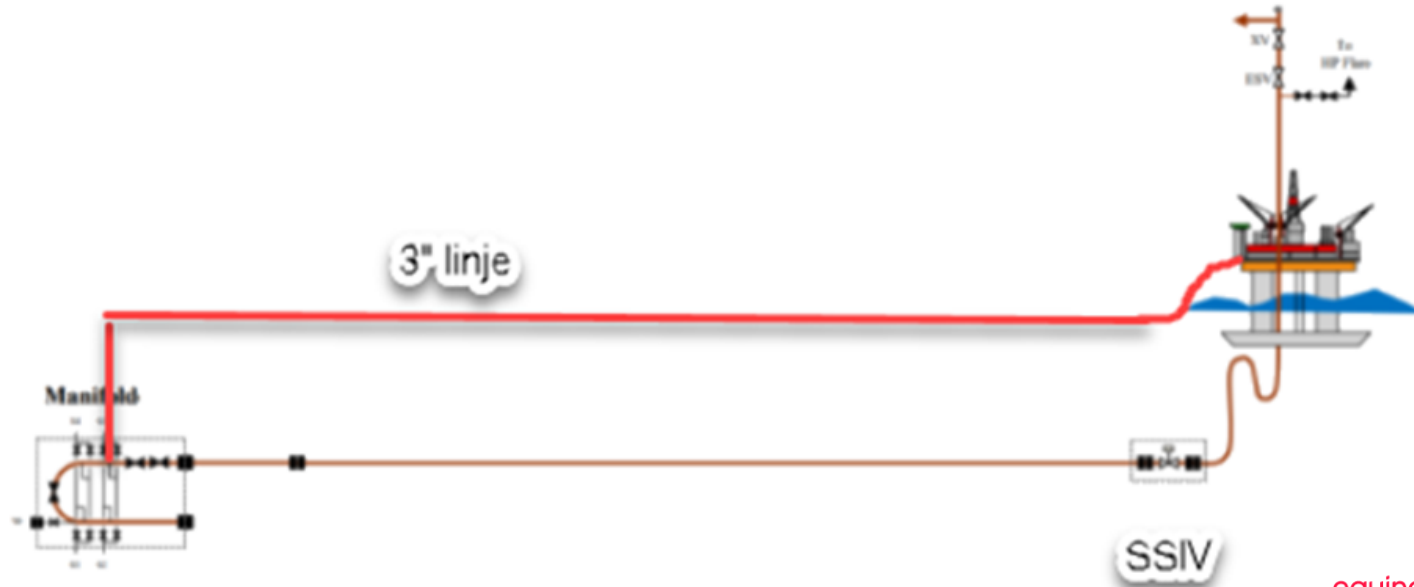 XV
To
HP Flare
ESV
3" linje
Manifold
SSIV